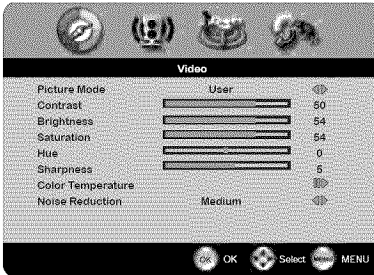 Video
Picture Mode User
Contrast 50
Brightness 54
Saturation 54
Hue 0
Sharpness 5
Color Temperature
Noise Reduction Medium
OK OK Select MENU MENU